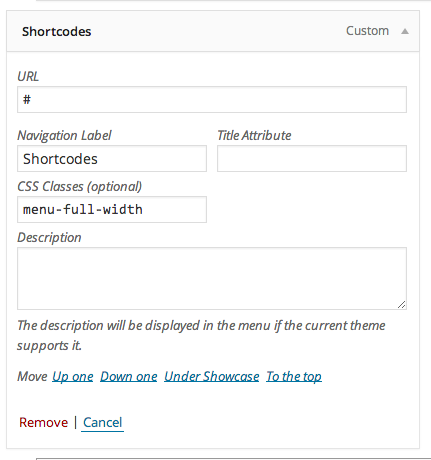 Shortcodes Custom
URL
#
Navigation Label Title Attribute
Shortcodes
CSS Classes (optional)
menu-full-width
Description
The description will be displayed in the menu if the current theme
supports it.
Move Up one Down one Under Showcase To the top
Remove | Cancel